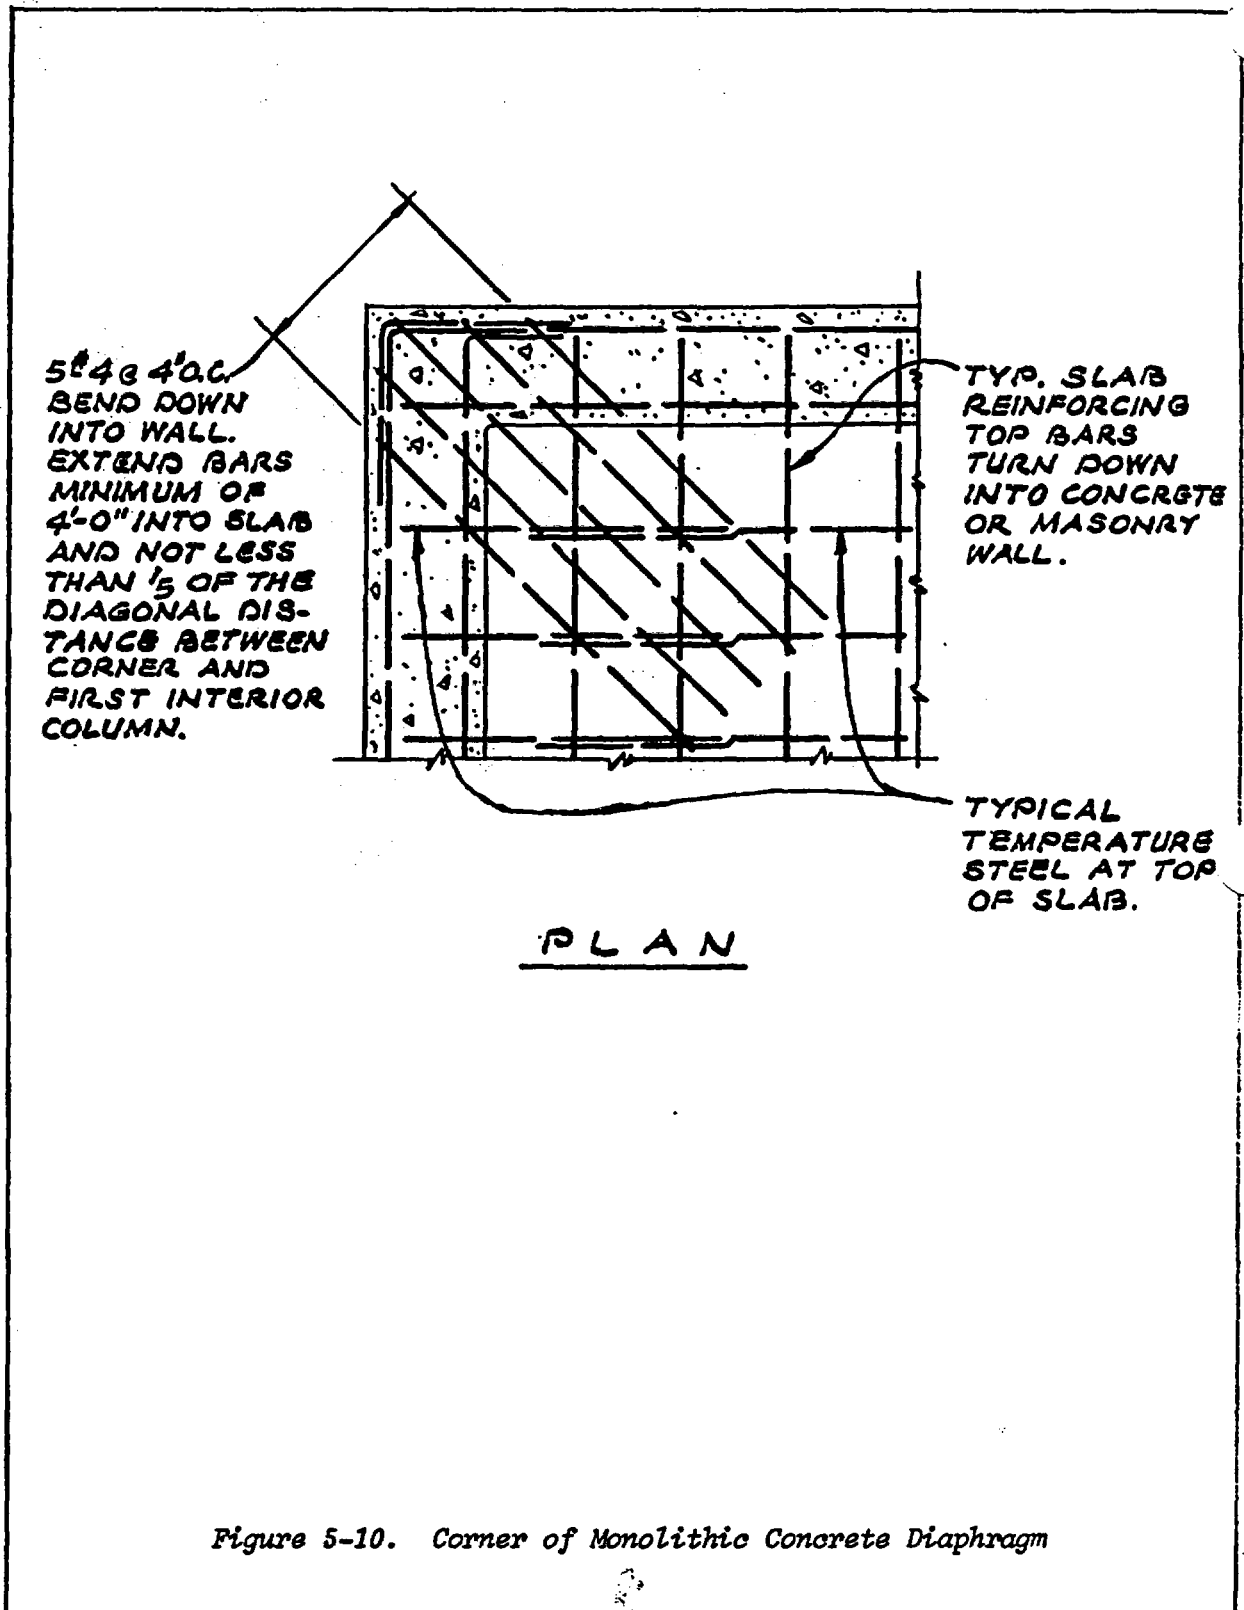 5#4@4"O.C.
BEND DOWN
INTO WALL.
EXTEND BARS
MINIMUM OF
4'-0" INTO SLAB
AND NOT LESS
THAN 1/5 OF THE
DIAGONAL DIS-
TANCE BETWEEN
CORNER AND
FIRST INTERIOR
COLUMN.
TYP. SLAB
REINFORCING
TOP BARS
TURN DOWN
INTO CONCRETE
OR MASONRY
WALL.
TYPICAL
TEMPERATURE
STEEL AT TOP
OF SLAB.
PLAN
Figure 5-10. Corner of Monolithic Concrete Diaphragm